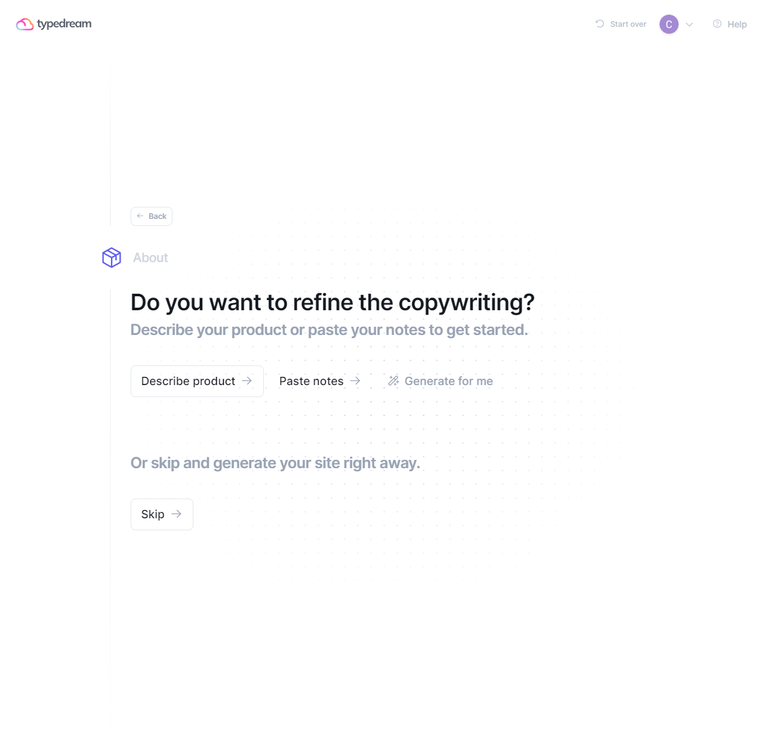 typedream
Start over
C
Help
Back
About
Do you want to refine the copywriting?
Describe your product or paste your notes to get started.
Describe product
Paste notes
Generate for me
Or skip and generate your site right away.
Skip